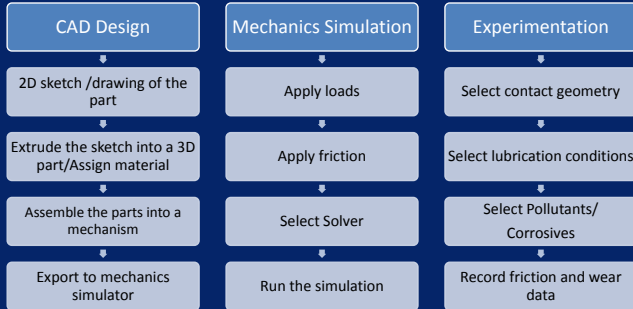 CAD Design
2D sketch /drawing of the
part
Extrude the sketch into a 3D
part/Assign material
Assemble the parts into a
mechanism
Export to mechanics
simulator
Mechanics Simulation
Apply loads
Apply friction
Select Solver
Run the simulation
Experimentation
Select contact geometry
Select lubrication conditions
Select Pollutants/
Corrosives
Record friction and wear
data